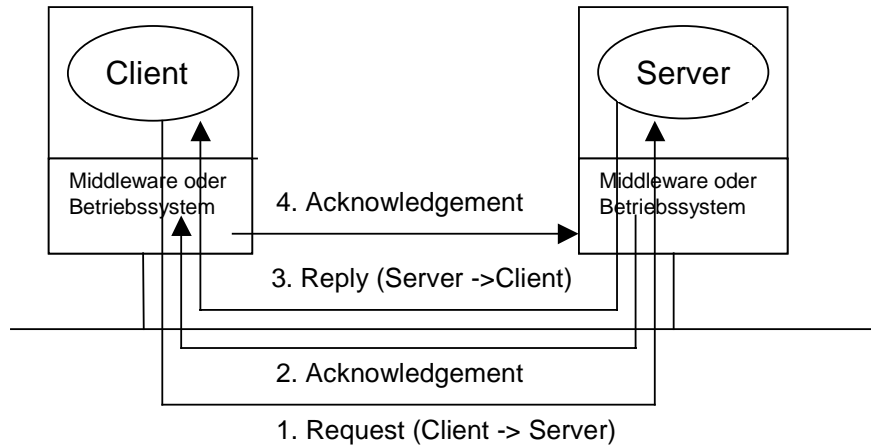 Client
Server
Middleware oder
Betriebssystem
Middleware oder
Betriebssystem
4. Acknowledgement
3. Reply (Server ->Client)
2. Acknowledgement
1. Request (Client -> Server)